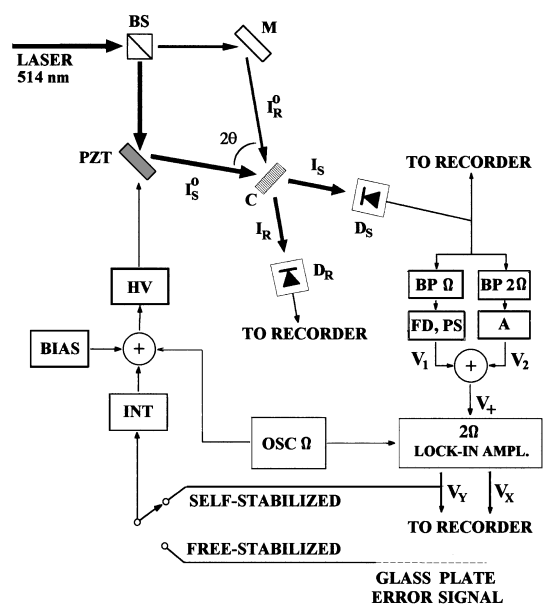 BS
M
LASER
514 nm
I_R^o
2θ
PZT
I_S^o
I_S
C
TO RECORDER
D_S
I_R
D_R
HV
TO RECORDER
BP Ω
BP 2Ω
FD, PS
A
BIAS
+
V_1
+
V_2
V_+
INT
OSC Ω
2Ω
LOCK-IN AMPL.
SELF-STABILIZED
V_Y
V_X
TO RECORDER
FREE-STABILIZED
GLASS PLATE
ERROR SIGNAL